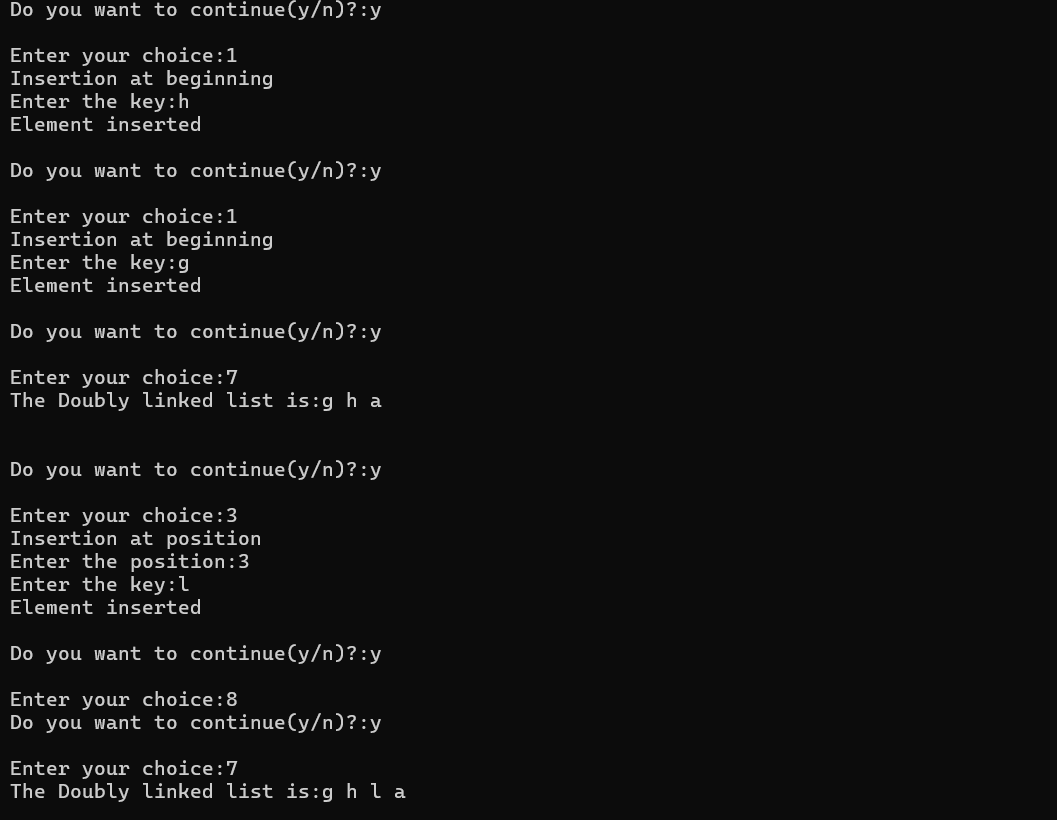 Do you want to continue(y/n)?:y
Enter your choice:1
Insertion at beginning
Enter the key:h
Element inserted
Do you want to continue(y/n)?:y
Enter your choice:1
Insertion at beginning
Enter the key:g
Element inserted
Do you want to continue(y/n)?:y
Enter your choice:7
The Doubly linked list is:g h a
Do you want to continue(y/n)?:y
Enter your choice:3
Insertion at position
Enter the position:3
Enter the key:l
Element inserted
Do you want to continue(y/n)?:y
Enter your choice:8
Do you want to continue(y/n)?:y
Enter your choice:7
The Doubly linked list is:g h l a